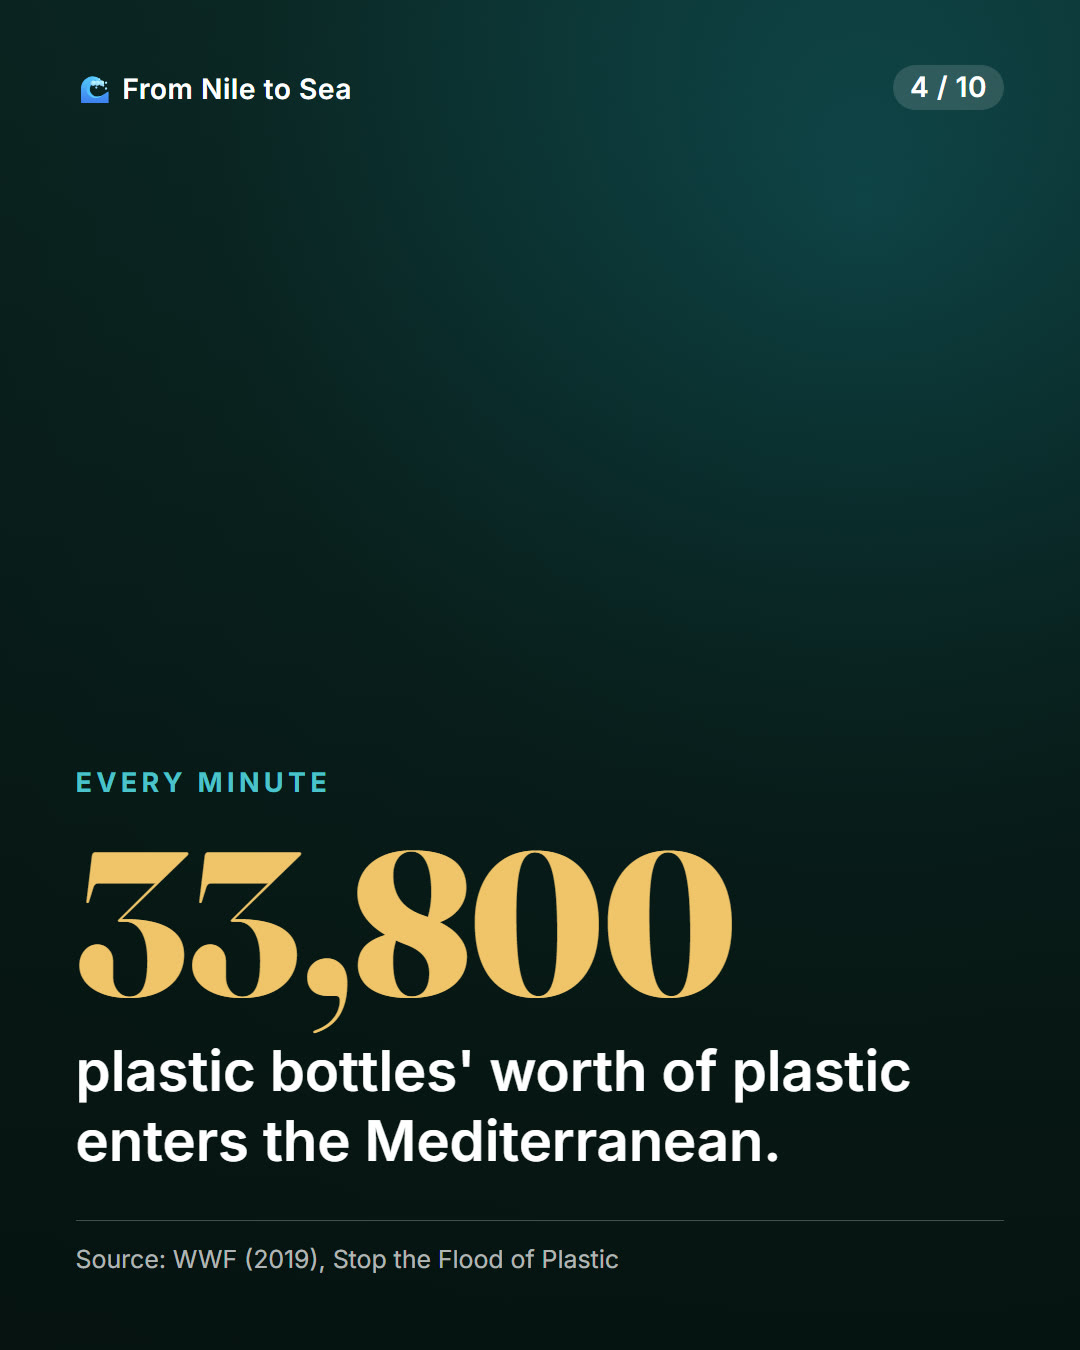 🌊 From Nile to Sea
4 / 10
EVERY MINUTE
33,800
plastic bottles' worth of plastic
enters the Mediterranean.
Source: WWF (2019), Stop the Flood of Plastic